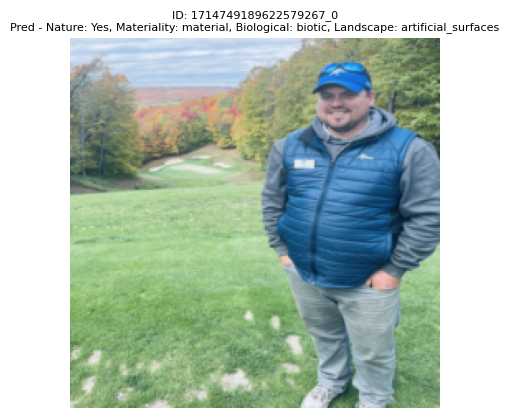 ID: 1714749189622579267_0
Pred - Nature: Yes, Materiality: material, Biological: biotic, Landscape: artificial_surfaces